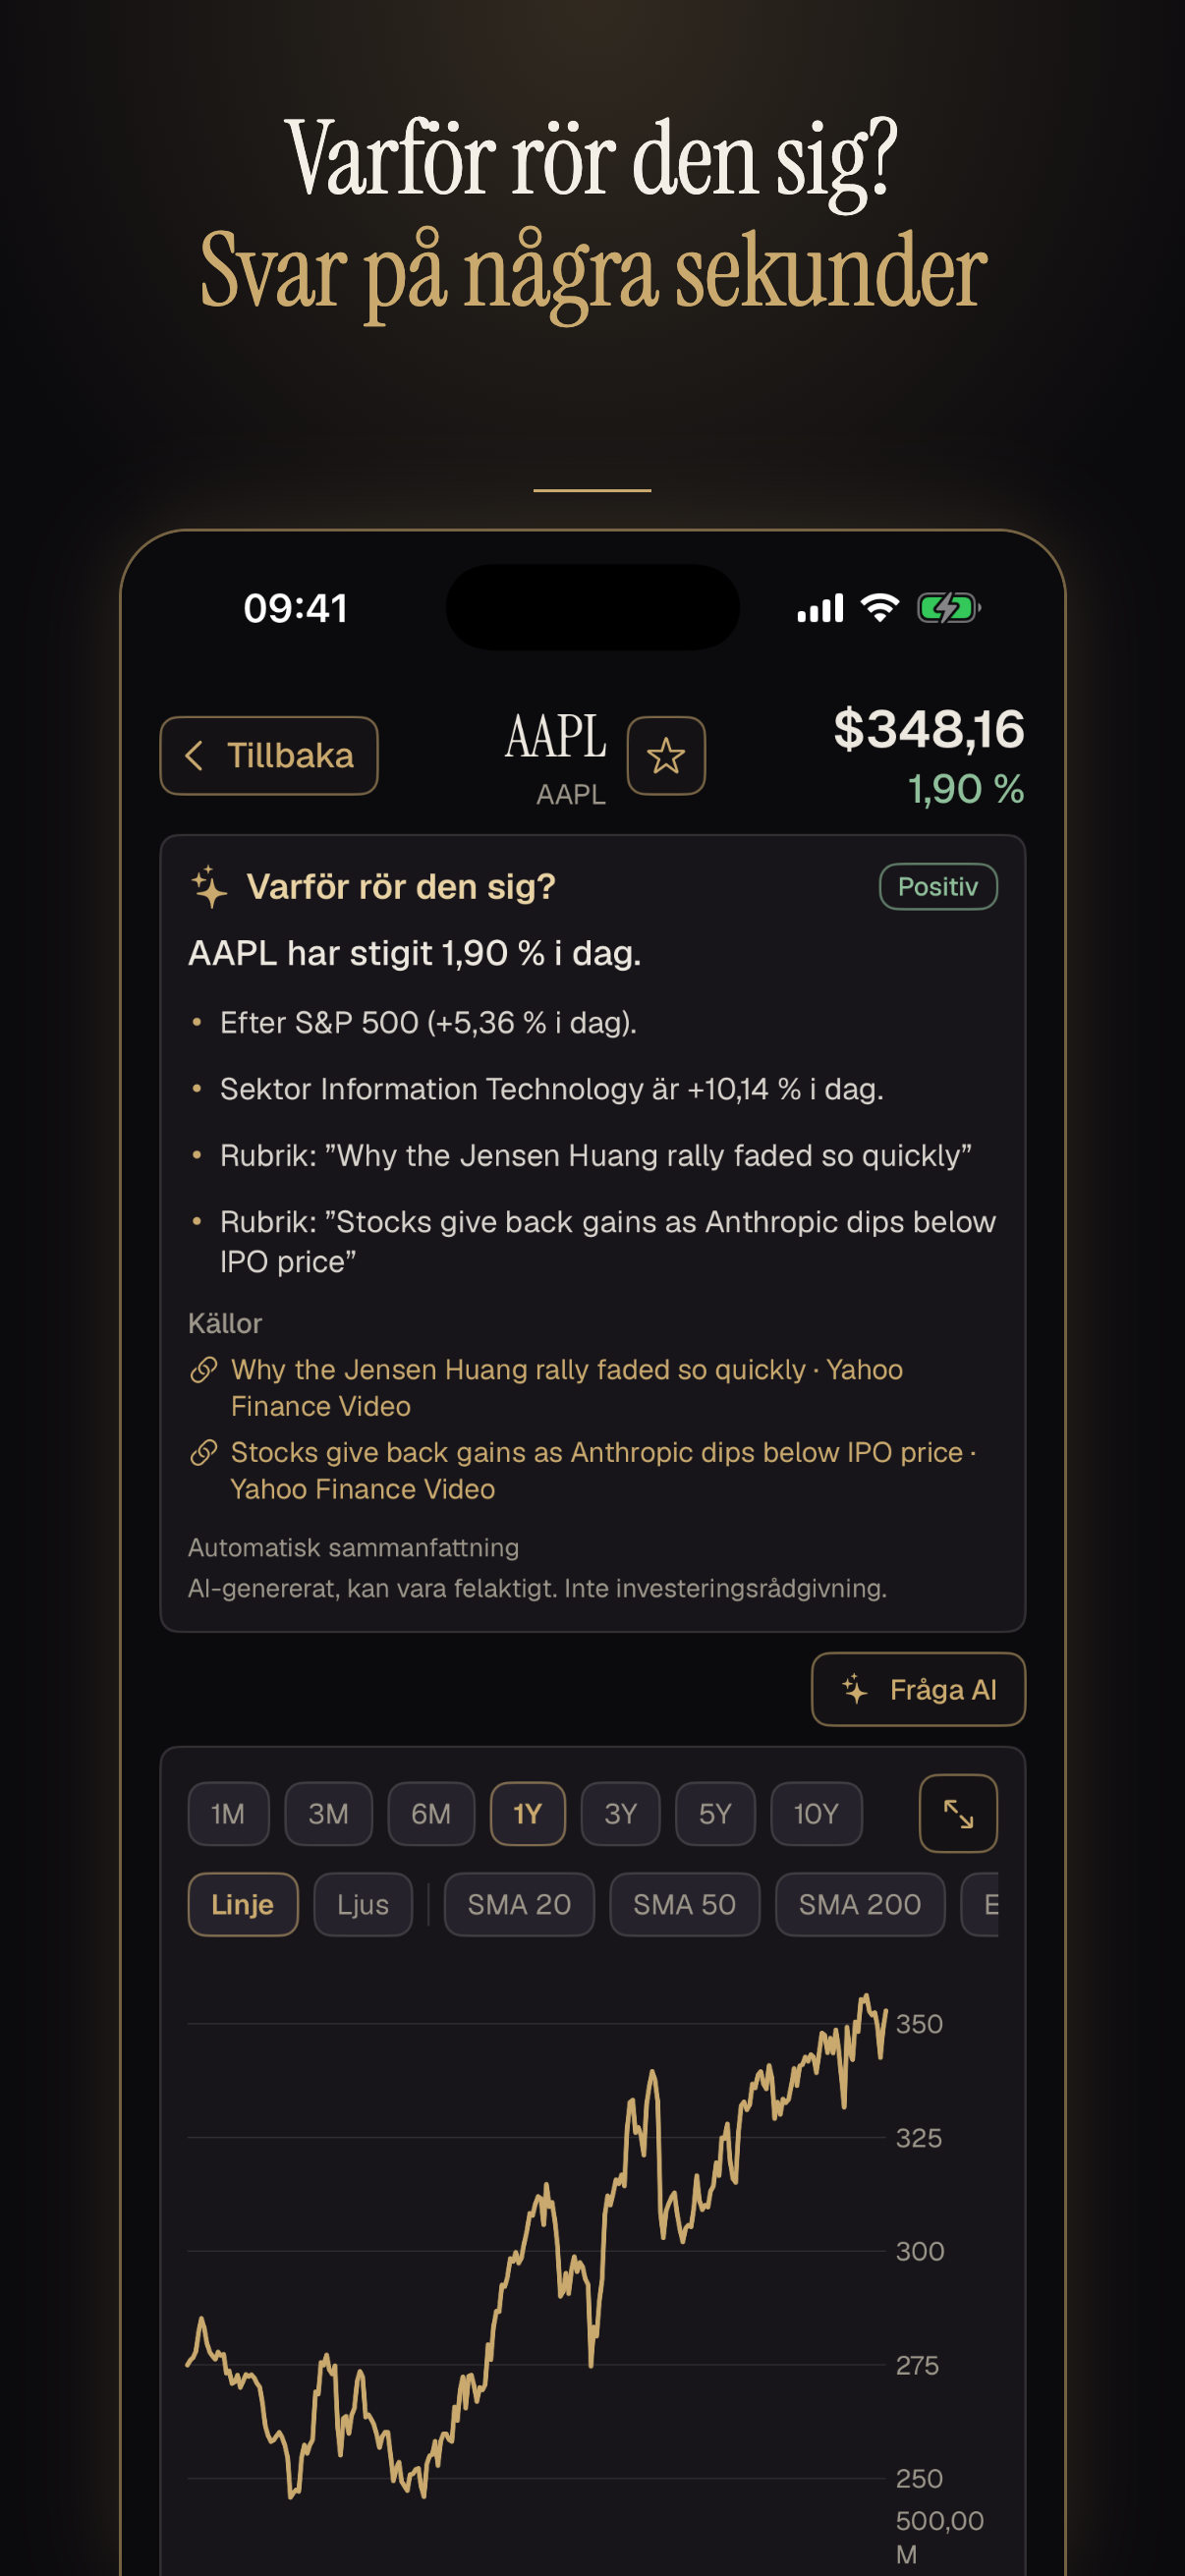 Varför rör den sig?
Svar på några sekunder
09:41
Tillbaka
AAPL
AAPL
$348,16
1,90 %
Varför rör den sig?
Positiv
AAPL har stigit 1,90 % i dag.
• Efter S&P 500 (+5,36 % i dag).
• Sektor Information Technology är +10,14 % i dag.
• Rubrik: ”Why the Jensen Huang rally faded so quickly”
• Rubrik: ”Stocks give back gains as Anthropic dips below
IPO price”
Källor
Why the Jensen Huang rally faded so quickly · Yahoo
Finance Video
Stocks give back gains as Anthropic dips below IPO price ·
Yahoo Finance Video
Automatisk sammanfattning
AI-genererat, kan vara felaktigt. Inte investeringsrådgivning.
Fråga AI
1M 3M 6M 1Y 3Y 5Y 10Y
Linje Ljus SMA 20 SMA 50 SMA 200
350
325
300
275
250
500,00
M